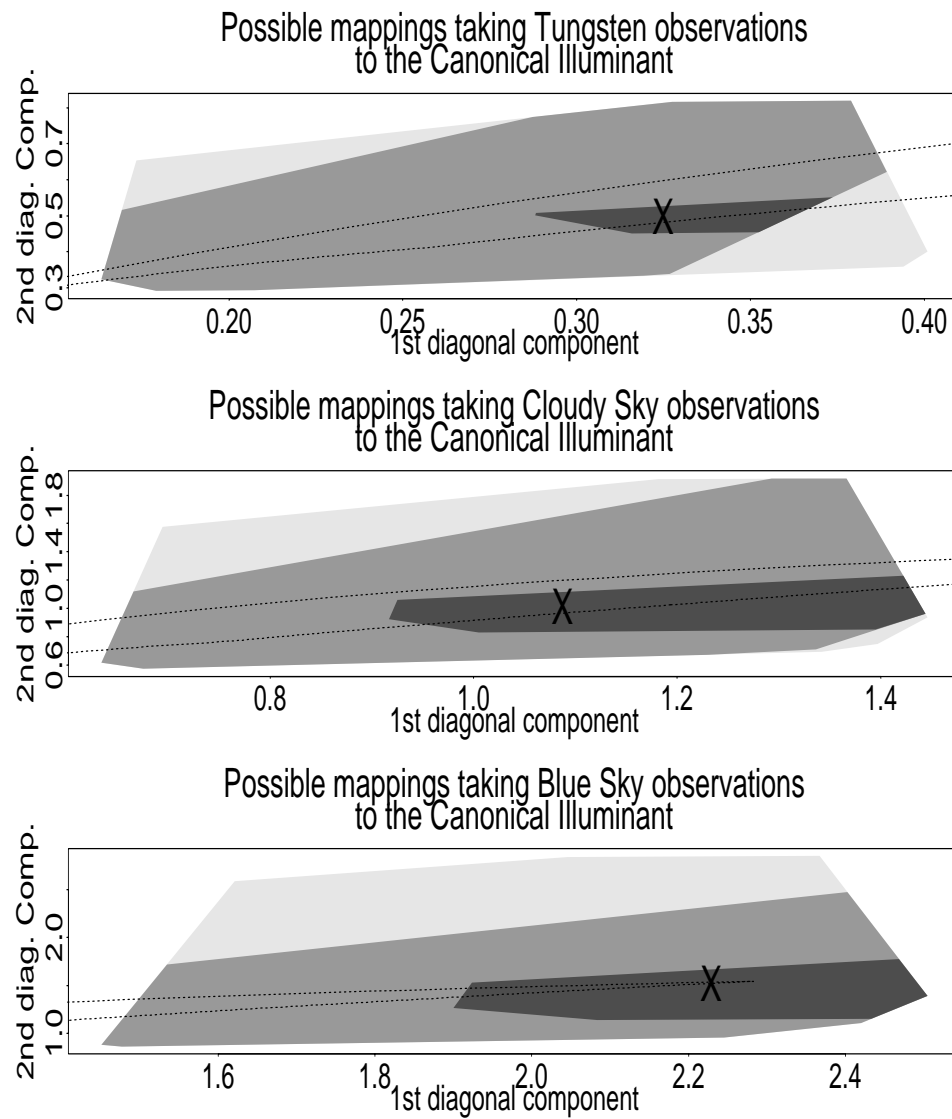 Possible mappings taking Tungsten observations
to the Canonical Illuminant
2nd diag. Comp.
0.3 0.5 0.7
X
0.20 0.25 0.30 0.35 0.40
1st diagonal component
Possible mappings taking Cloudy Sky observations
to the Canonical Illuminant
2nd diag. Comp.
0.6 1.0 1.4 1.8
X
0.8 1.0 1.2 1.4
1st diagonal component
Possible mappings taking Blue Sky observations
to the Canonical Illuminant
2nd diag. Comp.
1.0 2.0
X
1.6 1.8 2.0 2.2 2.4
1st diagonal component